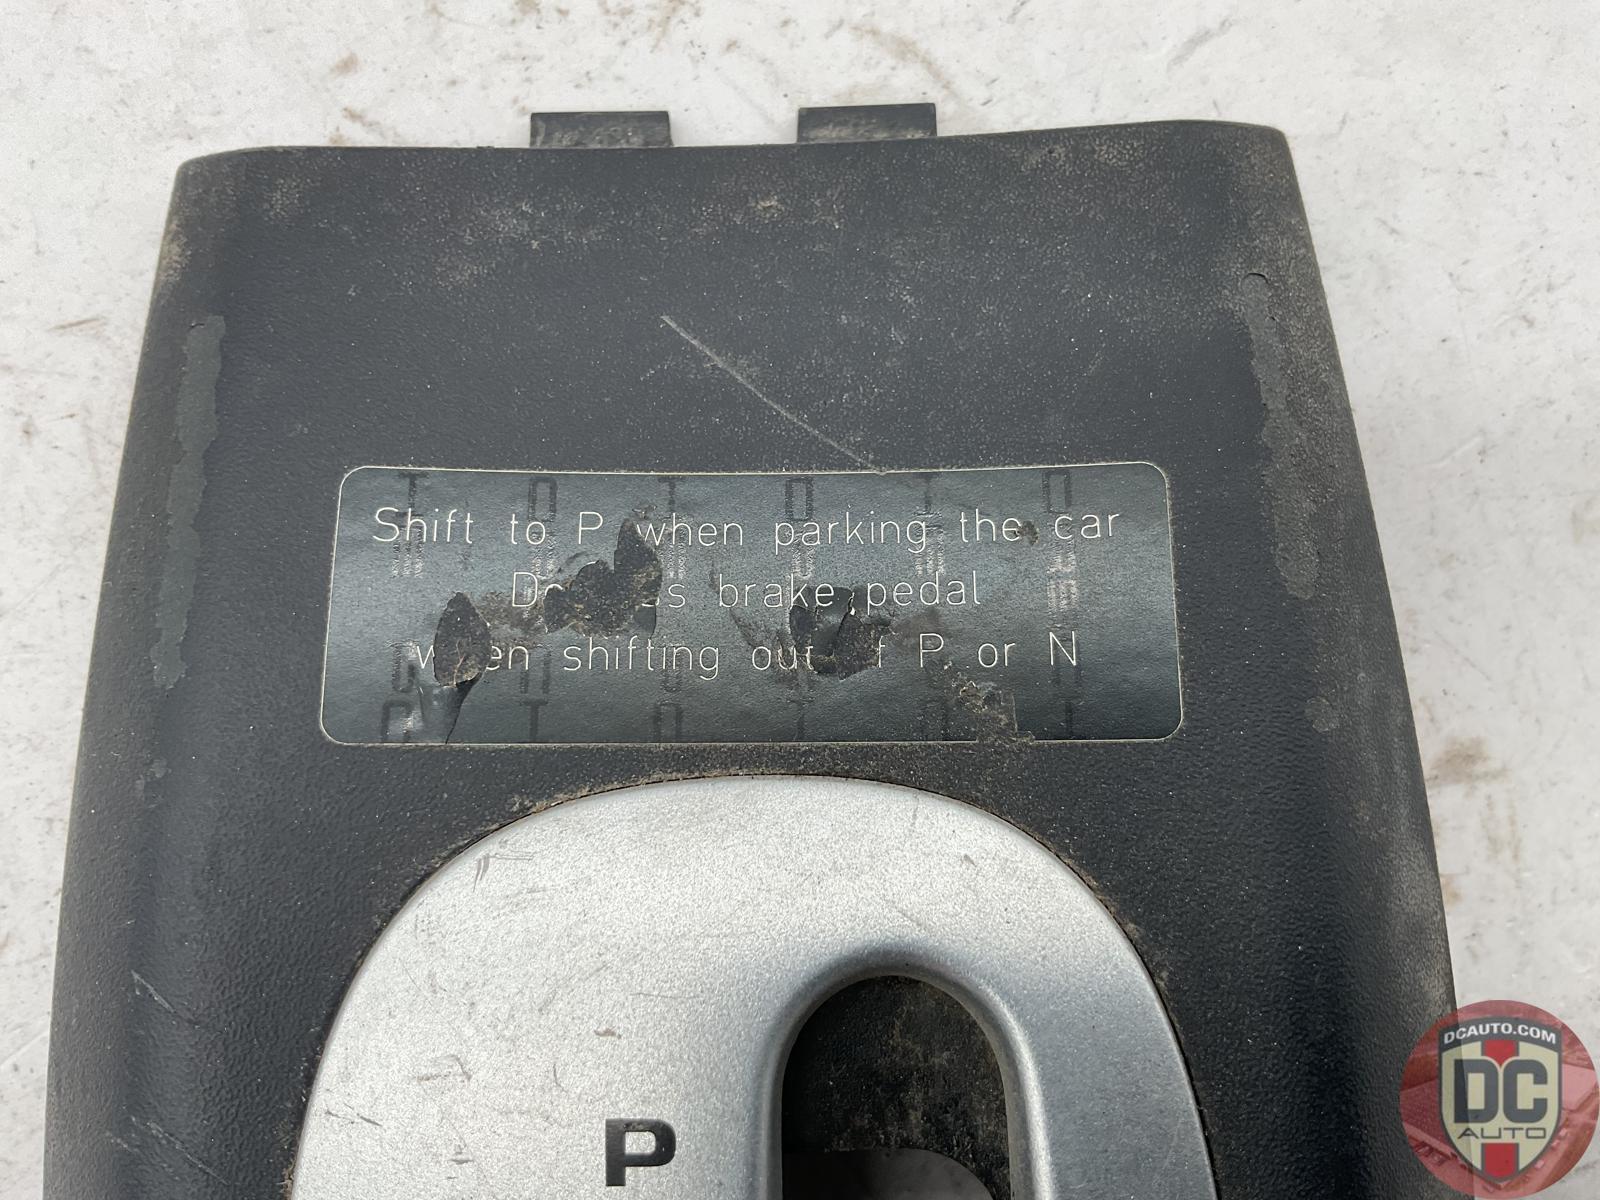 Shift to P when parking the car
brake pedal
shifting out P or N
P
DCAUTO.COM
DC
AUTO